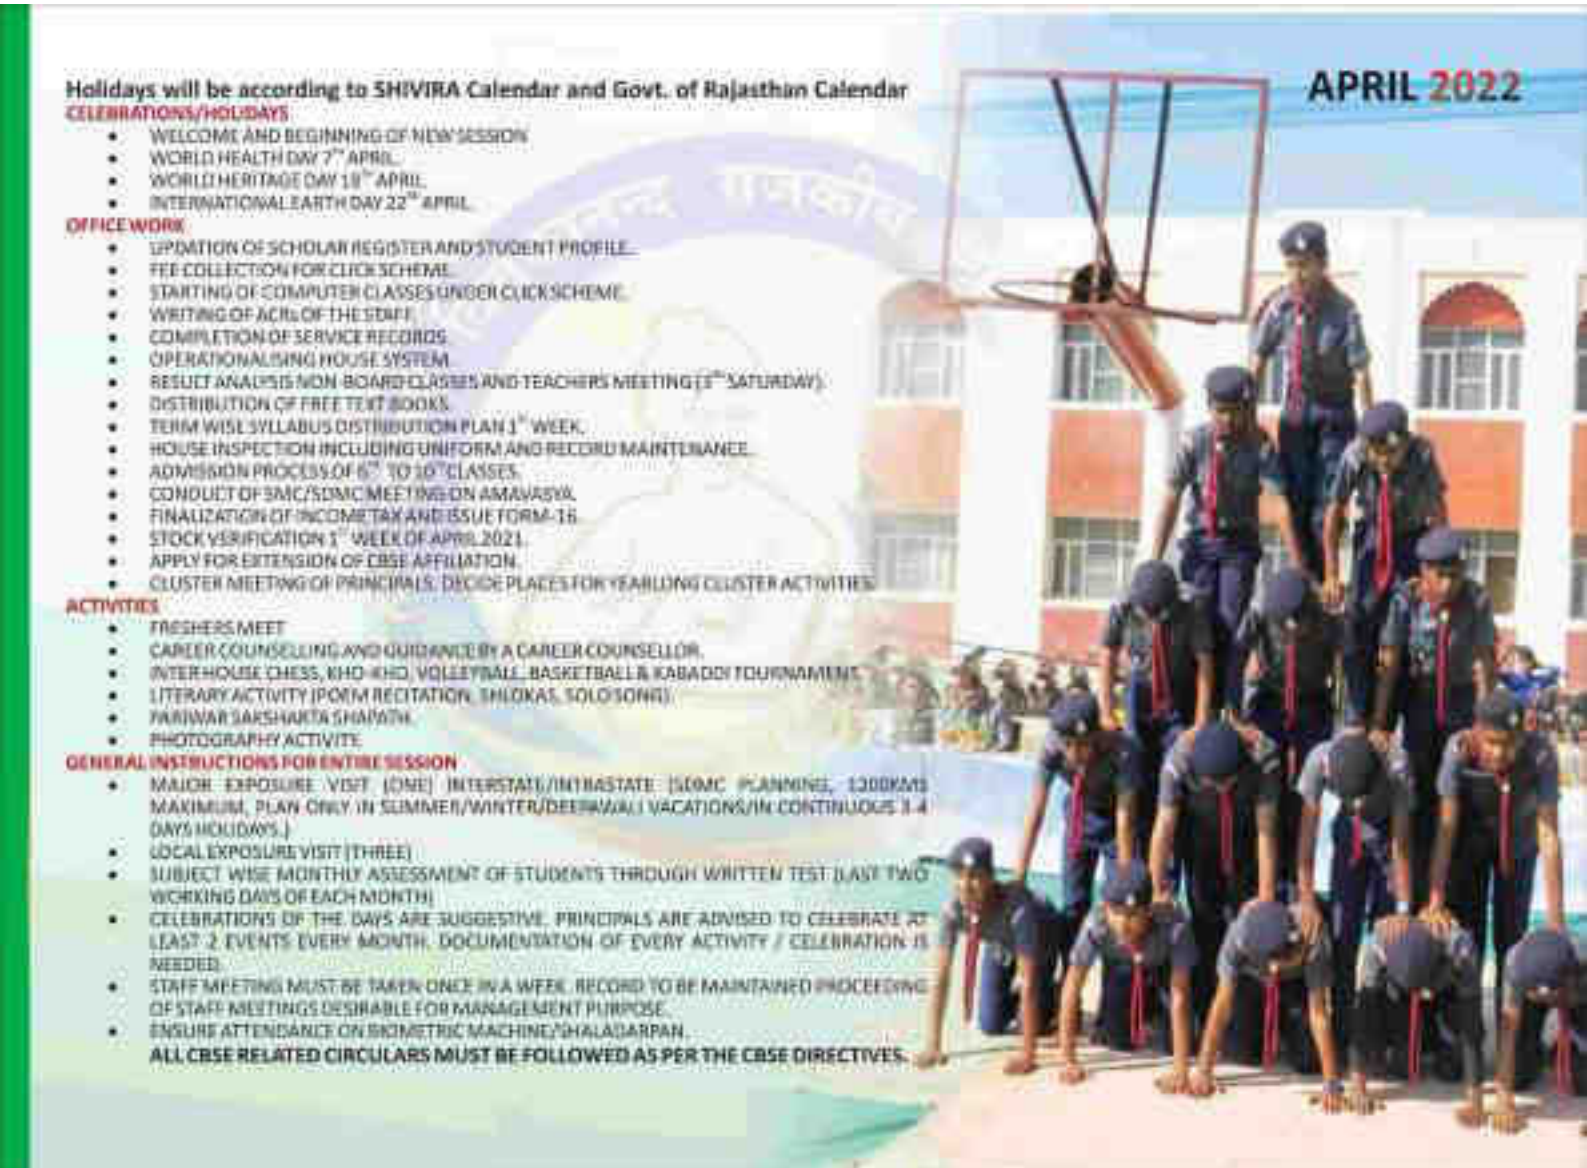 APRIL 2022
Holidays will be according to SHIVIRA Calendar and Govt. of Rajasthan Calendar
CELEBRATIONS/HOLIDAYS
• WELCOME AND BEGINNING OF NEW SESSION
• WORLD HEALTH DAY 7TH APRIL.
• WORLD HERITAGE DAY 18TH APRIL.
• INTERNATIONAL EARTH DAY 22ND APRIL.
OFFICE WORK
• UPDATION OF SCHOLAR REGISTER AND STUDENT PROFILE.
• FEE COLLECTION FOR CLICK SCHEME.
• STARTING OF COMPUTER CLASSES UNDER CLICK SCHEME.
• WRITING OF ACRs OF THE STAFF.
• COMPLETION OF SERVICE RECORDS.
• OPERATIONALISING HOUSE SYSTEM
• RESULT ANALYSIS NON-BOARD CLASSES AND TEACHERS MEETING ( SATURDAY).
• DISTRIBUTION OF FREE TEXT BOOKS.
• TERM WISE SYLLABUS DISTRIBUTION PLAN 1ST WEEK.
• HOUSE INSPECTION INCLUDING UNIFORM AND RECORD MAINTENANCE.
• ADMISSION PROCESS OF 6TH TO 10TH CLASSES.
• CONDUCT OF SMC/SDMC MEETING ON AMAVASYA.
• FINALIZATION OF INCOME TAX AND ISSUE FORM-16.
• STOCK VERIFICATION 1ST WEEK OF APRIL 2021.
• APPLY FOR EXTENSION OF CBSE AFFILIATION.
• CLUSTER MEETING OF PRINCIPALS. DECIDE PLACES FOR YEARLONG CLUSTER ACTIVITIES.
ACTIVITIES
• FRESHERS MEET
• CAREER COUNSELLING AND GUIDANCE BY A CAREER COUNSELLOR.
• INTER HOUSE CHESS, KHO-KHO, VOLLEYBALL, BASKETBALL & KABADDI TOURNAMENT.
• LITERARY ACTIVITY (POEM RECITATION, SHLOKAS, SOLO SONG).
• PARIWAR SAKSHARTA SHAPATH.
• PHOTOGRAPHY ACTIVITY.
GENERAL INSTRUCTIONS FOR ENTIRE SESSION
• MAJOR EXPOSURE VISIT (ONE) INTERSTATE/INTRASTATE (SDMC PLANNING, 1200KMS
MAXIMUM, PLAN ONLY IN SUMMER/WINTER/DEEPAWALI VACATIONS/IN CONTINUOUS 3-4
DAYS HOLIDAYS.)
• LOCAL EXPOSURE VISIT (THREE)
• SUBJECT WISE MONTHLY ASSESSMENT OF STUDENTS THROUGH WRITTEN TEST (LAST TWO
WORKING DAYS OF EACH MONTH)
• CELEBRATIONS OF THE DAYS ARE SUGGESTIVE. PRINCIPALS ARE ADVISED TO CELEBRATE AT
LEAST 2 EVENTS EVERY MONTH. DOCUMENTATION OF EVERY ACTIVITY / CELEBRATION IS
NEEDED.
• STAFF MEETING MUST BE TAKEN ONCE IN A WEEK. RECORD TO BE MAINTAINED PROCEEDING
OF STAFF MEETINGS DESIRABLE FOR MANAGEMENT PURPOSE.
• ENSURE ATTENDANCE ON BIOMETRIC MACHINE/SHALADARPAN.
ALL CBSE RELATED CIRCULARS MUST BE FOLLOWED AS PER THE CBSE DIRECTIVES.